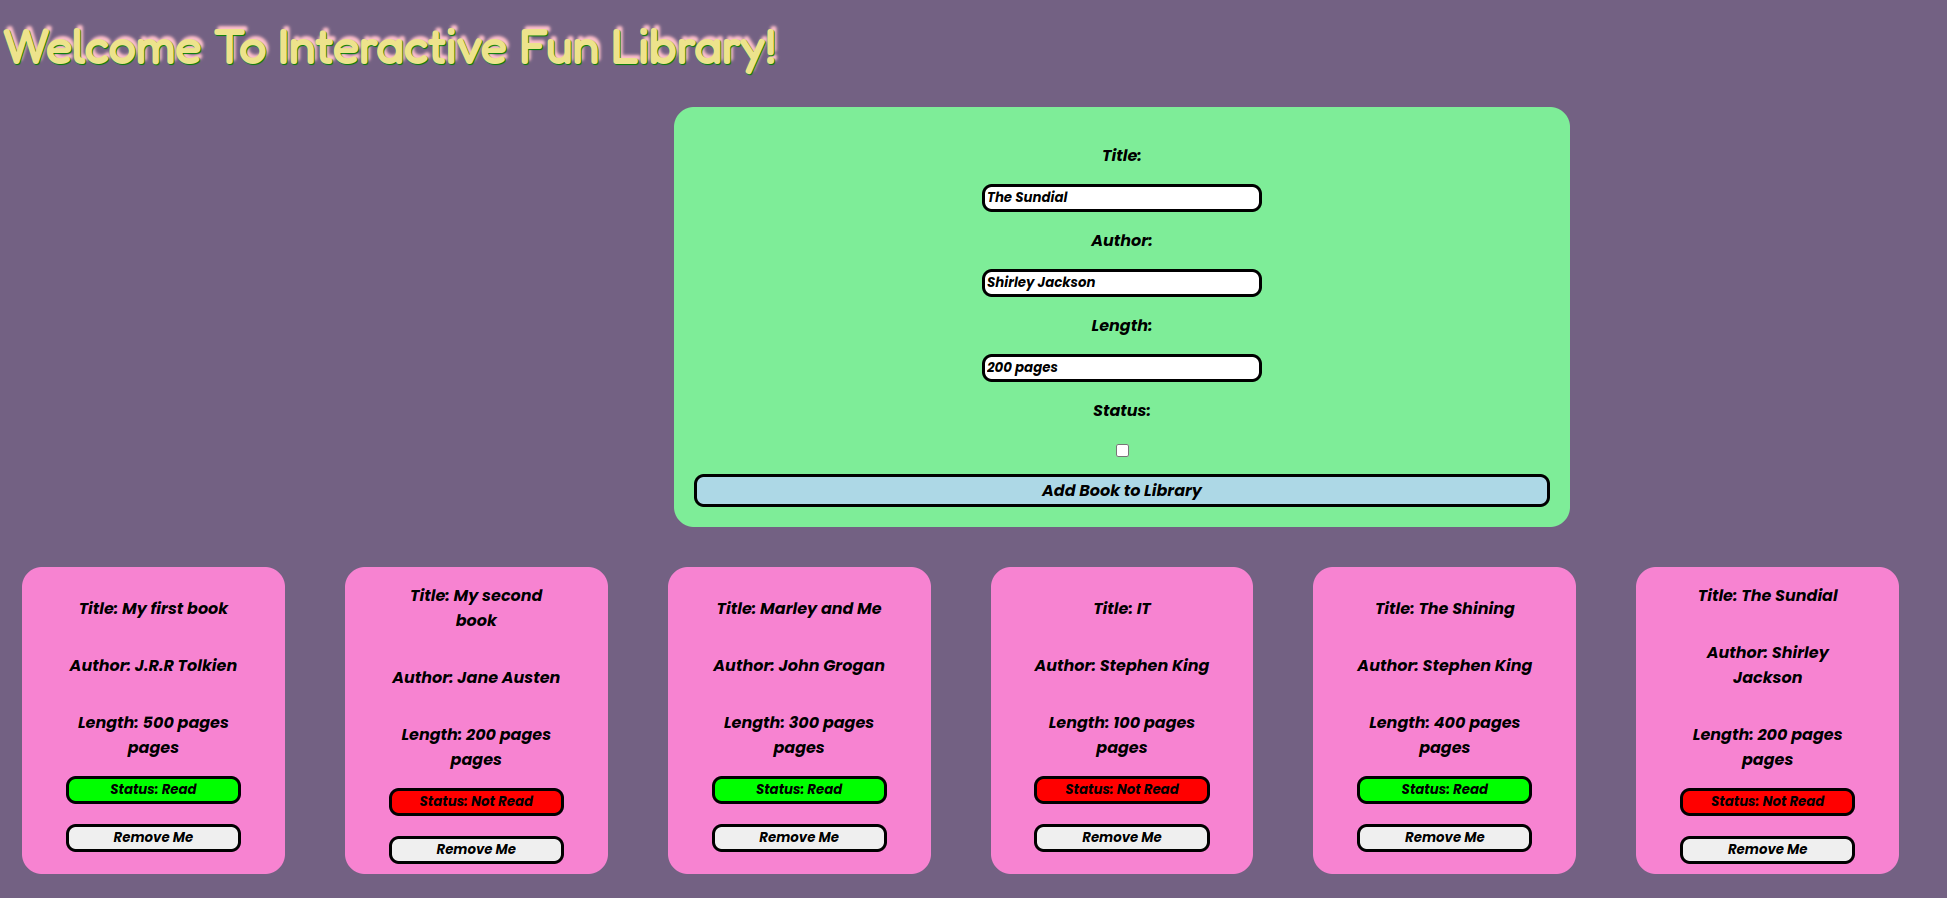 Welcome To Interactive Fun Library!
Title:
The Sundial
Author:
Shirley Jackson
Length:
200 pages
Status:
Add Book to Library
Title: My first book
Author: J.R.R Tolkien
Length: 500 pages
pages
Status: Read
Remove Me
Title: My second
book
Author: Jane Austen
Length: 200 pages
pages
Status: Not Read
Remove Me
Title: Marley and Me
Author: John Grogan
Length: 300 pages
pages
Status: Read
Remove Me
Title: IT
Author: Stephen King
Length: 100 pages
pages
Status: Not Read
Remove Me
Title: The Shining
Author: Stephen King
Length: 400 pages
pages
Status: Read
Remove Me
Title: The Sundial
Author: Shirley
Jackson
Length: 200 pages
pages
Status: Not Read
Remove Me